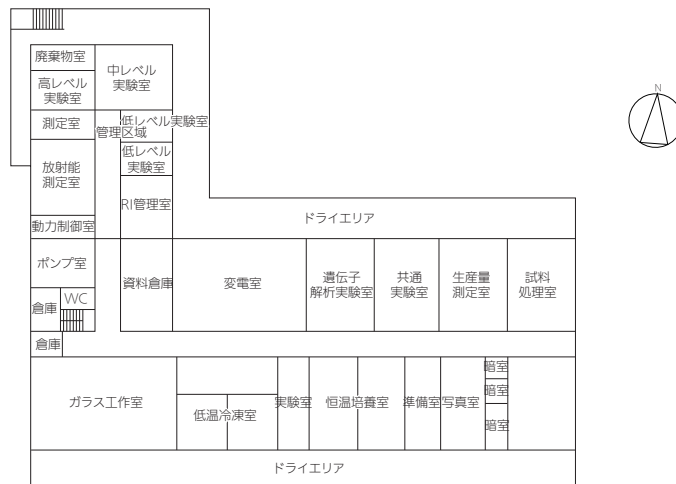 N
廃棄物室
中レベル
実験室
高レベル
実験室
測定室
低レベル実験室
管理区域
低レベル
実験室
放射能
測定室
RI管理室
動力制御室
ドライエリア
ポンプ室
資料倉庫
変電室
遺伝子
解析実験室
共通
実験室
生産量
測定室
試料
処理室
倉庫
WC
倉庫
ガラス工作室
低温冷凍室
実験室
恒温培養室
準備室
写真室
暗室
暗室
暗室
ドライエリア